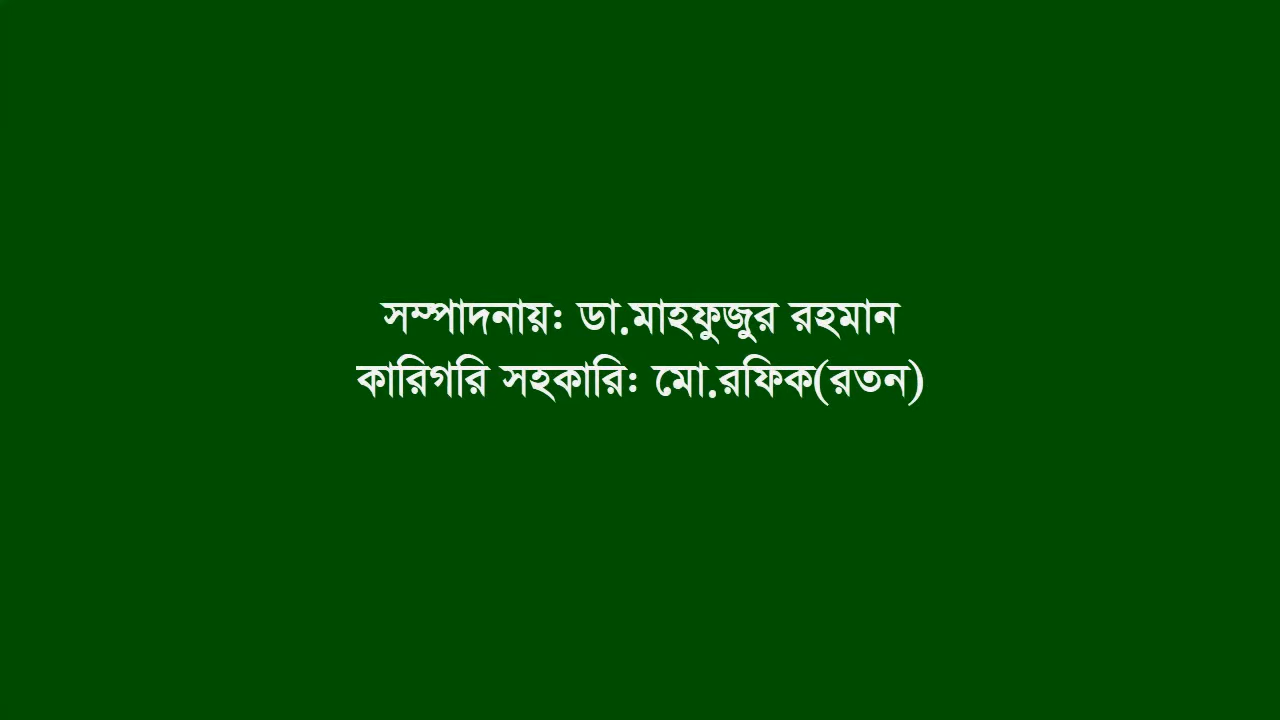 সম্পাদনায়: ডা.মাহফুজুর রহমান
কারিগরি সহকারি: মো.রফিক(রতন)